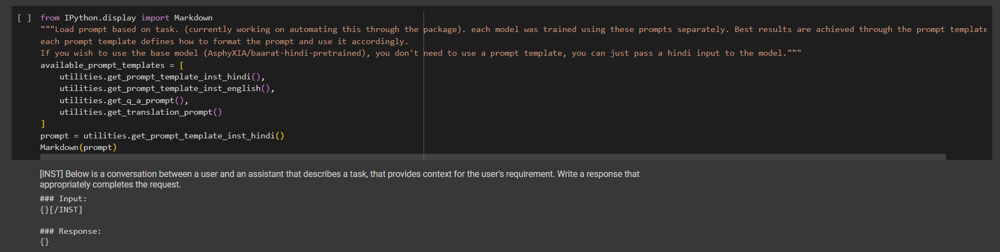 [ ] from IPython.display import Markdown
"""Load prompt based on task. (currently working on automating this through the package). each model was trained using these prompts separately. Best results are achieved through the prompt template
each prompt template defines how to format the prompt and use it accordingly.
If you wish to use the base model (AsphyXIA/baarat-hindi-pretrained), you don't need to use a prompt template, you can just pass a hindi input to the model."""
available_prompt_templates = [
    utilities.get_prompt_template_inst_hindi(),
    utilities.get_prompt_template_inst_english(),
    utilities.get_q_a_prompt(),
    utilities.get_translation_prompt()
]
prompt = utilities.get_prompt_template_inst_hindi()
Markdown(prompt)
[INST] Below is a conversation between a user and an assistant that describes a task, that provides context for the user's requirement. Write a response that
appropriately completes the request.
### Input:
{}[/INST]
### Response:
{}